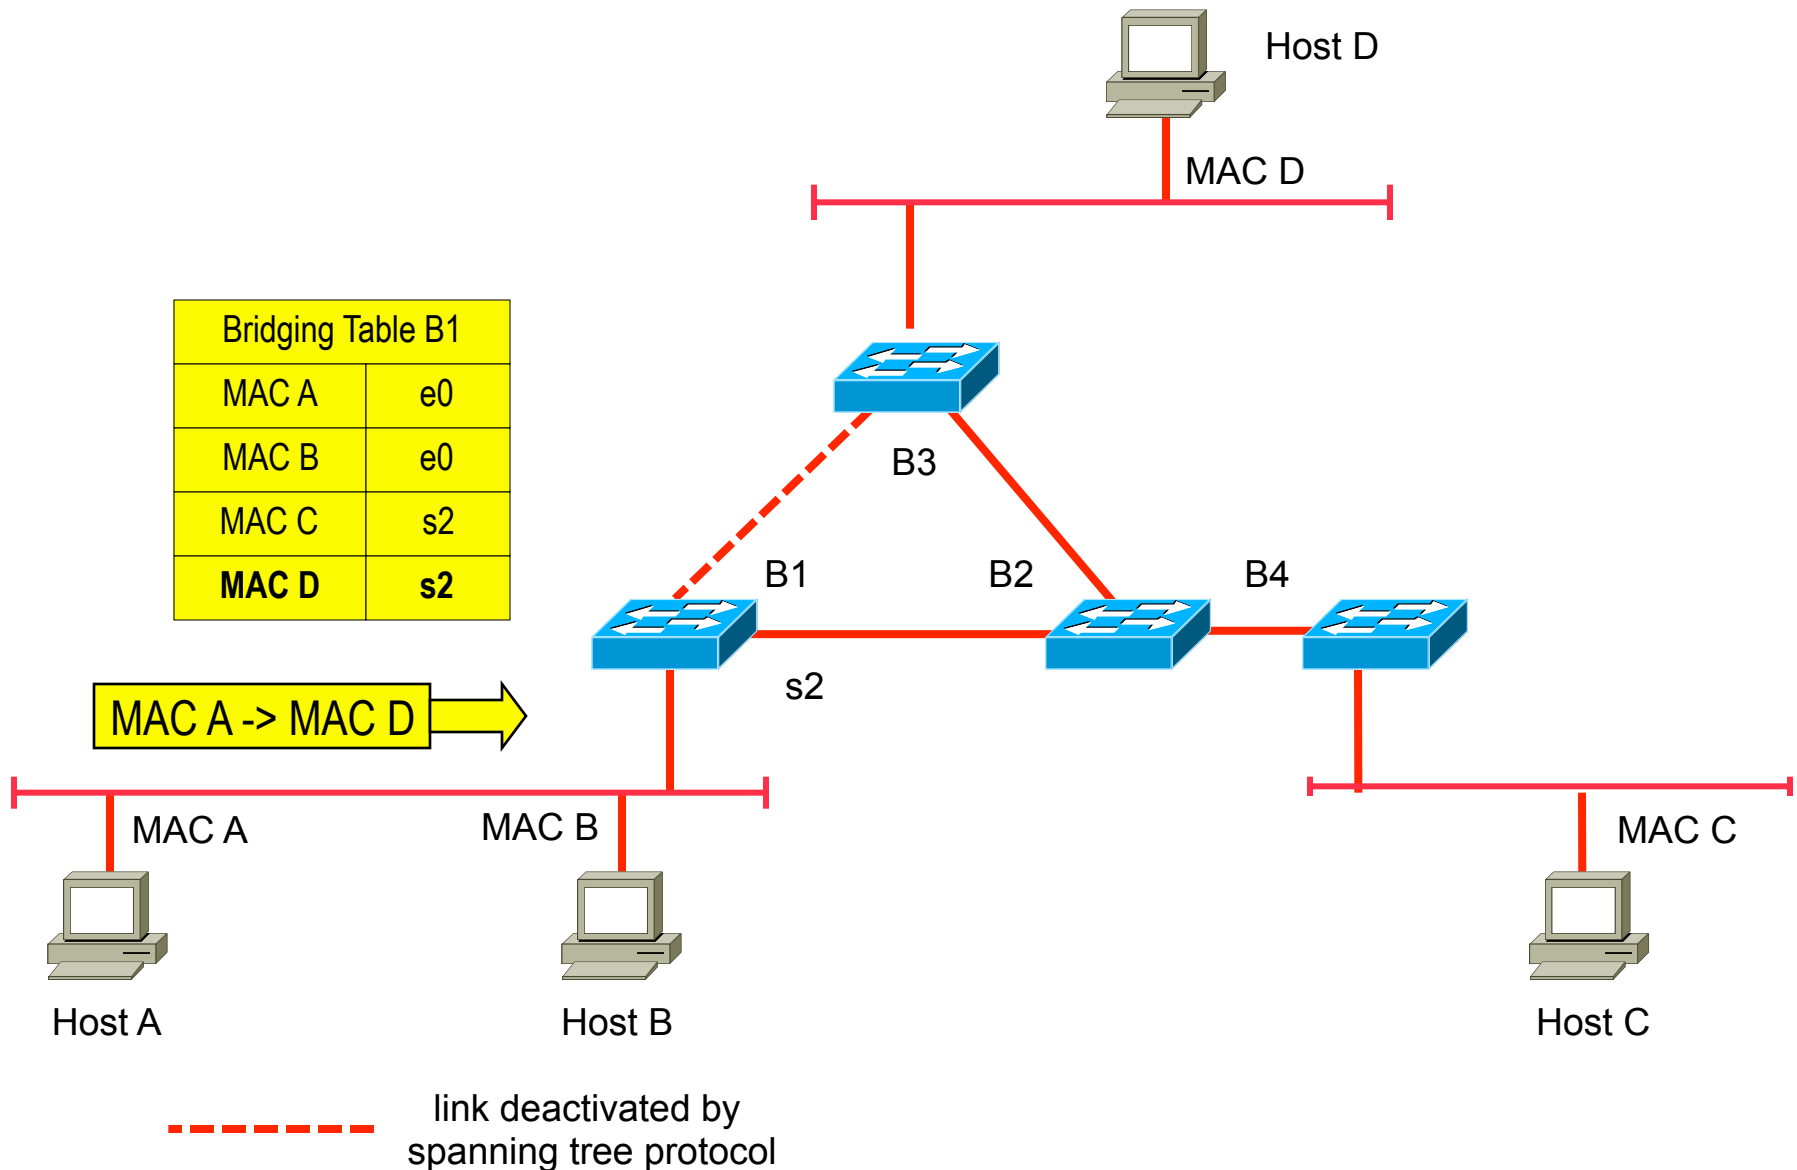 Host D
MAC D
Bridging Table B1
MAC A e0
MAC B e0
MAC C s2
MAC D s2
B3
B1
B2
B4
s2
MAC A -> MAC D
MAC A
MAC B
MAC C
Host A
Host B
Host C
link deactivated by
spanning tree protocol